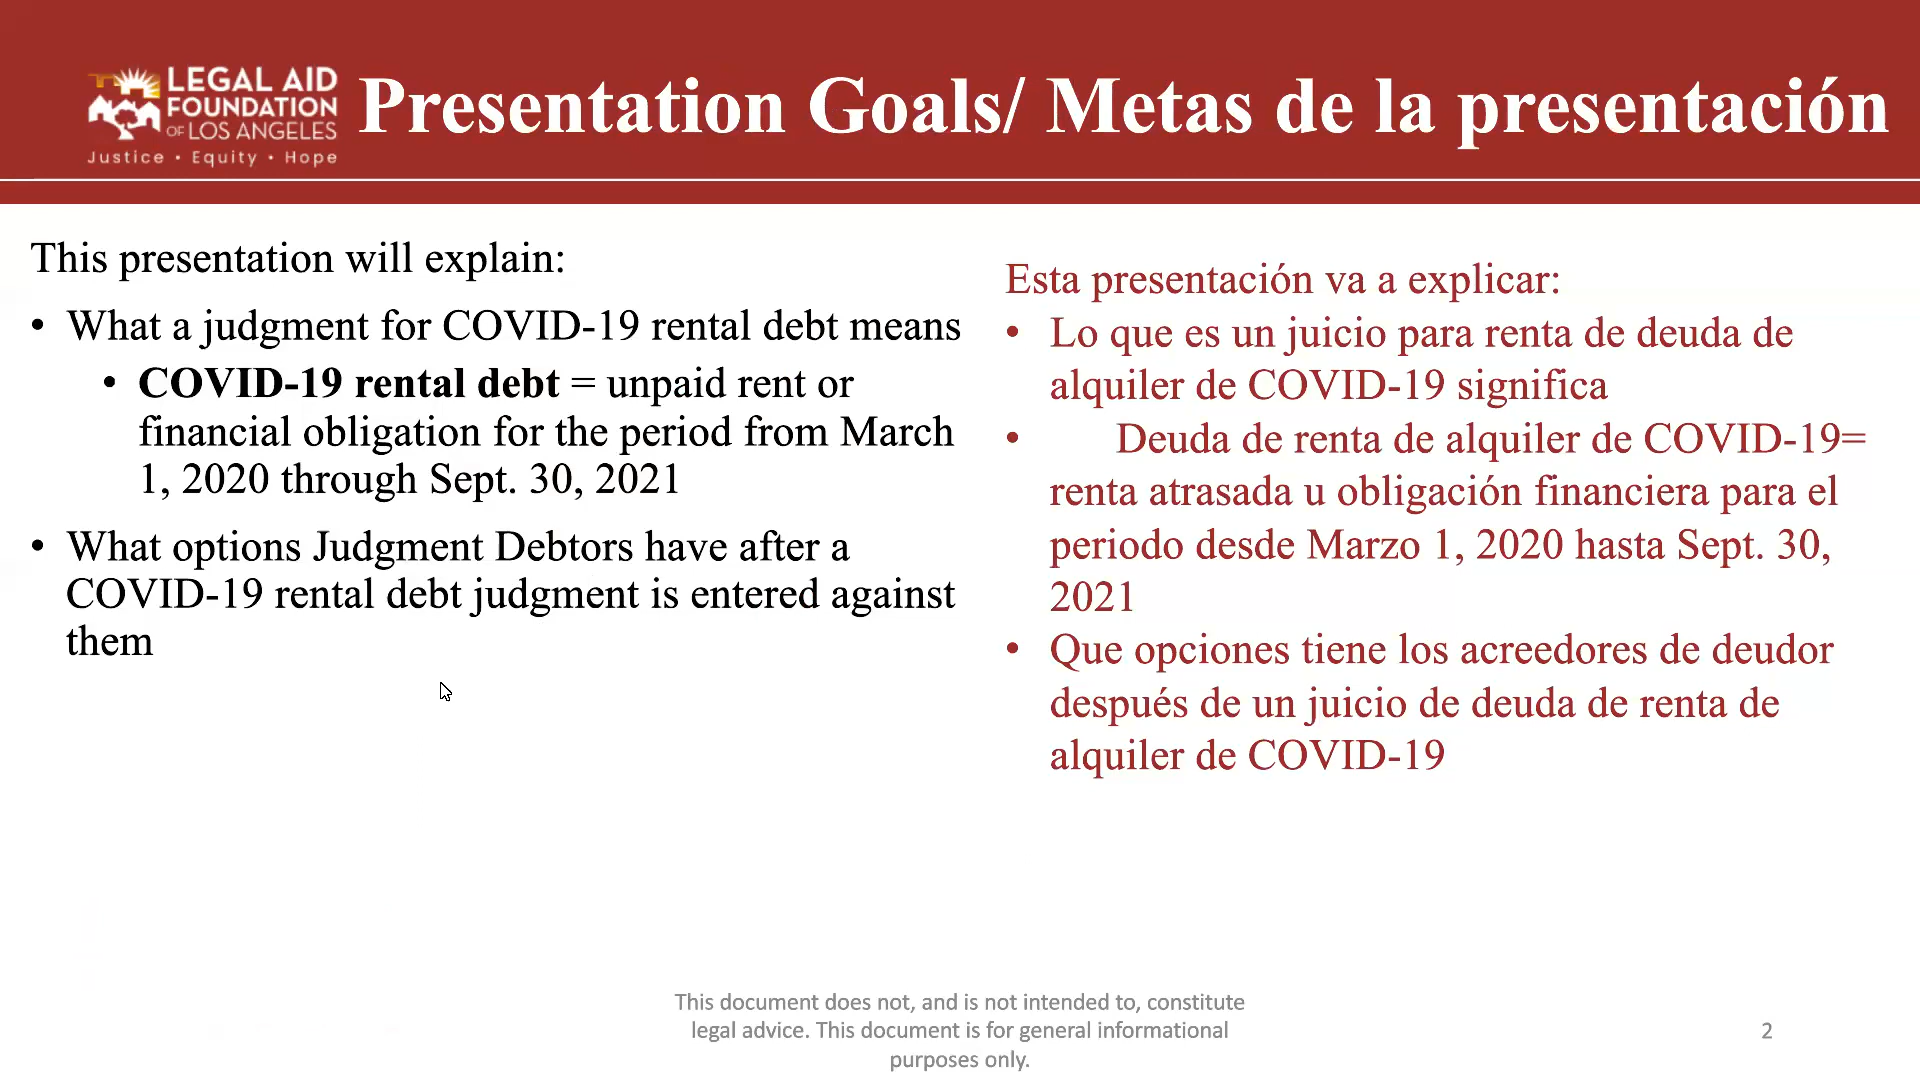 LEGAL AID
FOUNDATION
OF LOS ANGELES
Justice • Equity • Hope
Presentation Goals/ Metas de la presentación
This presentation will explain:
• What a judgment for COVID-19 rental debt means
• COVID-19 rental debt = unpaid rent or
financial obligation for the period from March
1, 2020 through Sept. 30, 2021
• What options Judgment Debtors have after a
COVID-19 rental debt judgment is entered against
them
Esta presentación va a explicar:
• Lo que es un juicio para renta de deuda de
alquiler de COVID-19 significa
• Deuda de renta de alquiler de COVID-19=
renta atrasada u obligación financiera para el
periodo desde Marzo 1, 2020 hasta Sept. 30,
2021
• Que opciones tiene los acreedores de deudor
después de un juicio de deuda de renta de
alquiler de COVID-19
This document does not, and is not intended to, constitute
legal advice. This document is for general informational
purposes only.
2